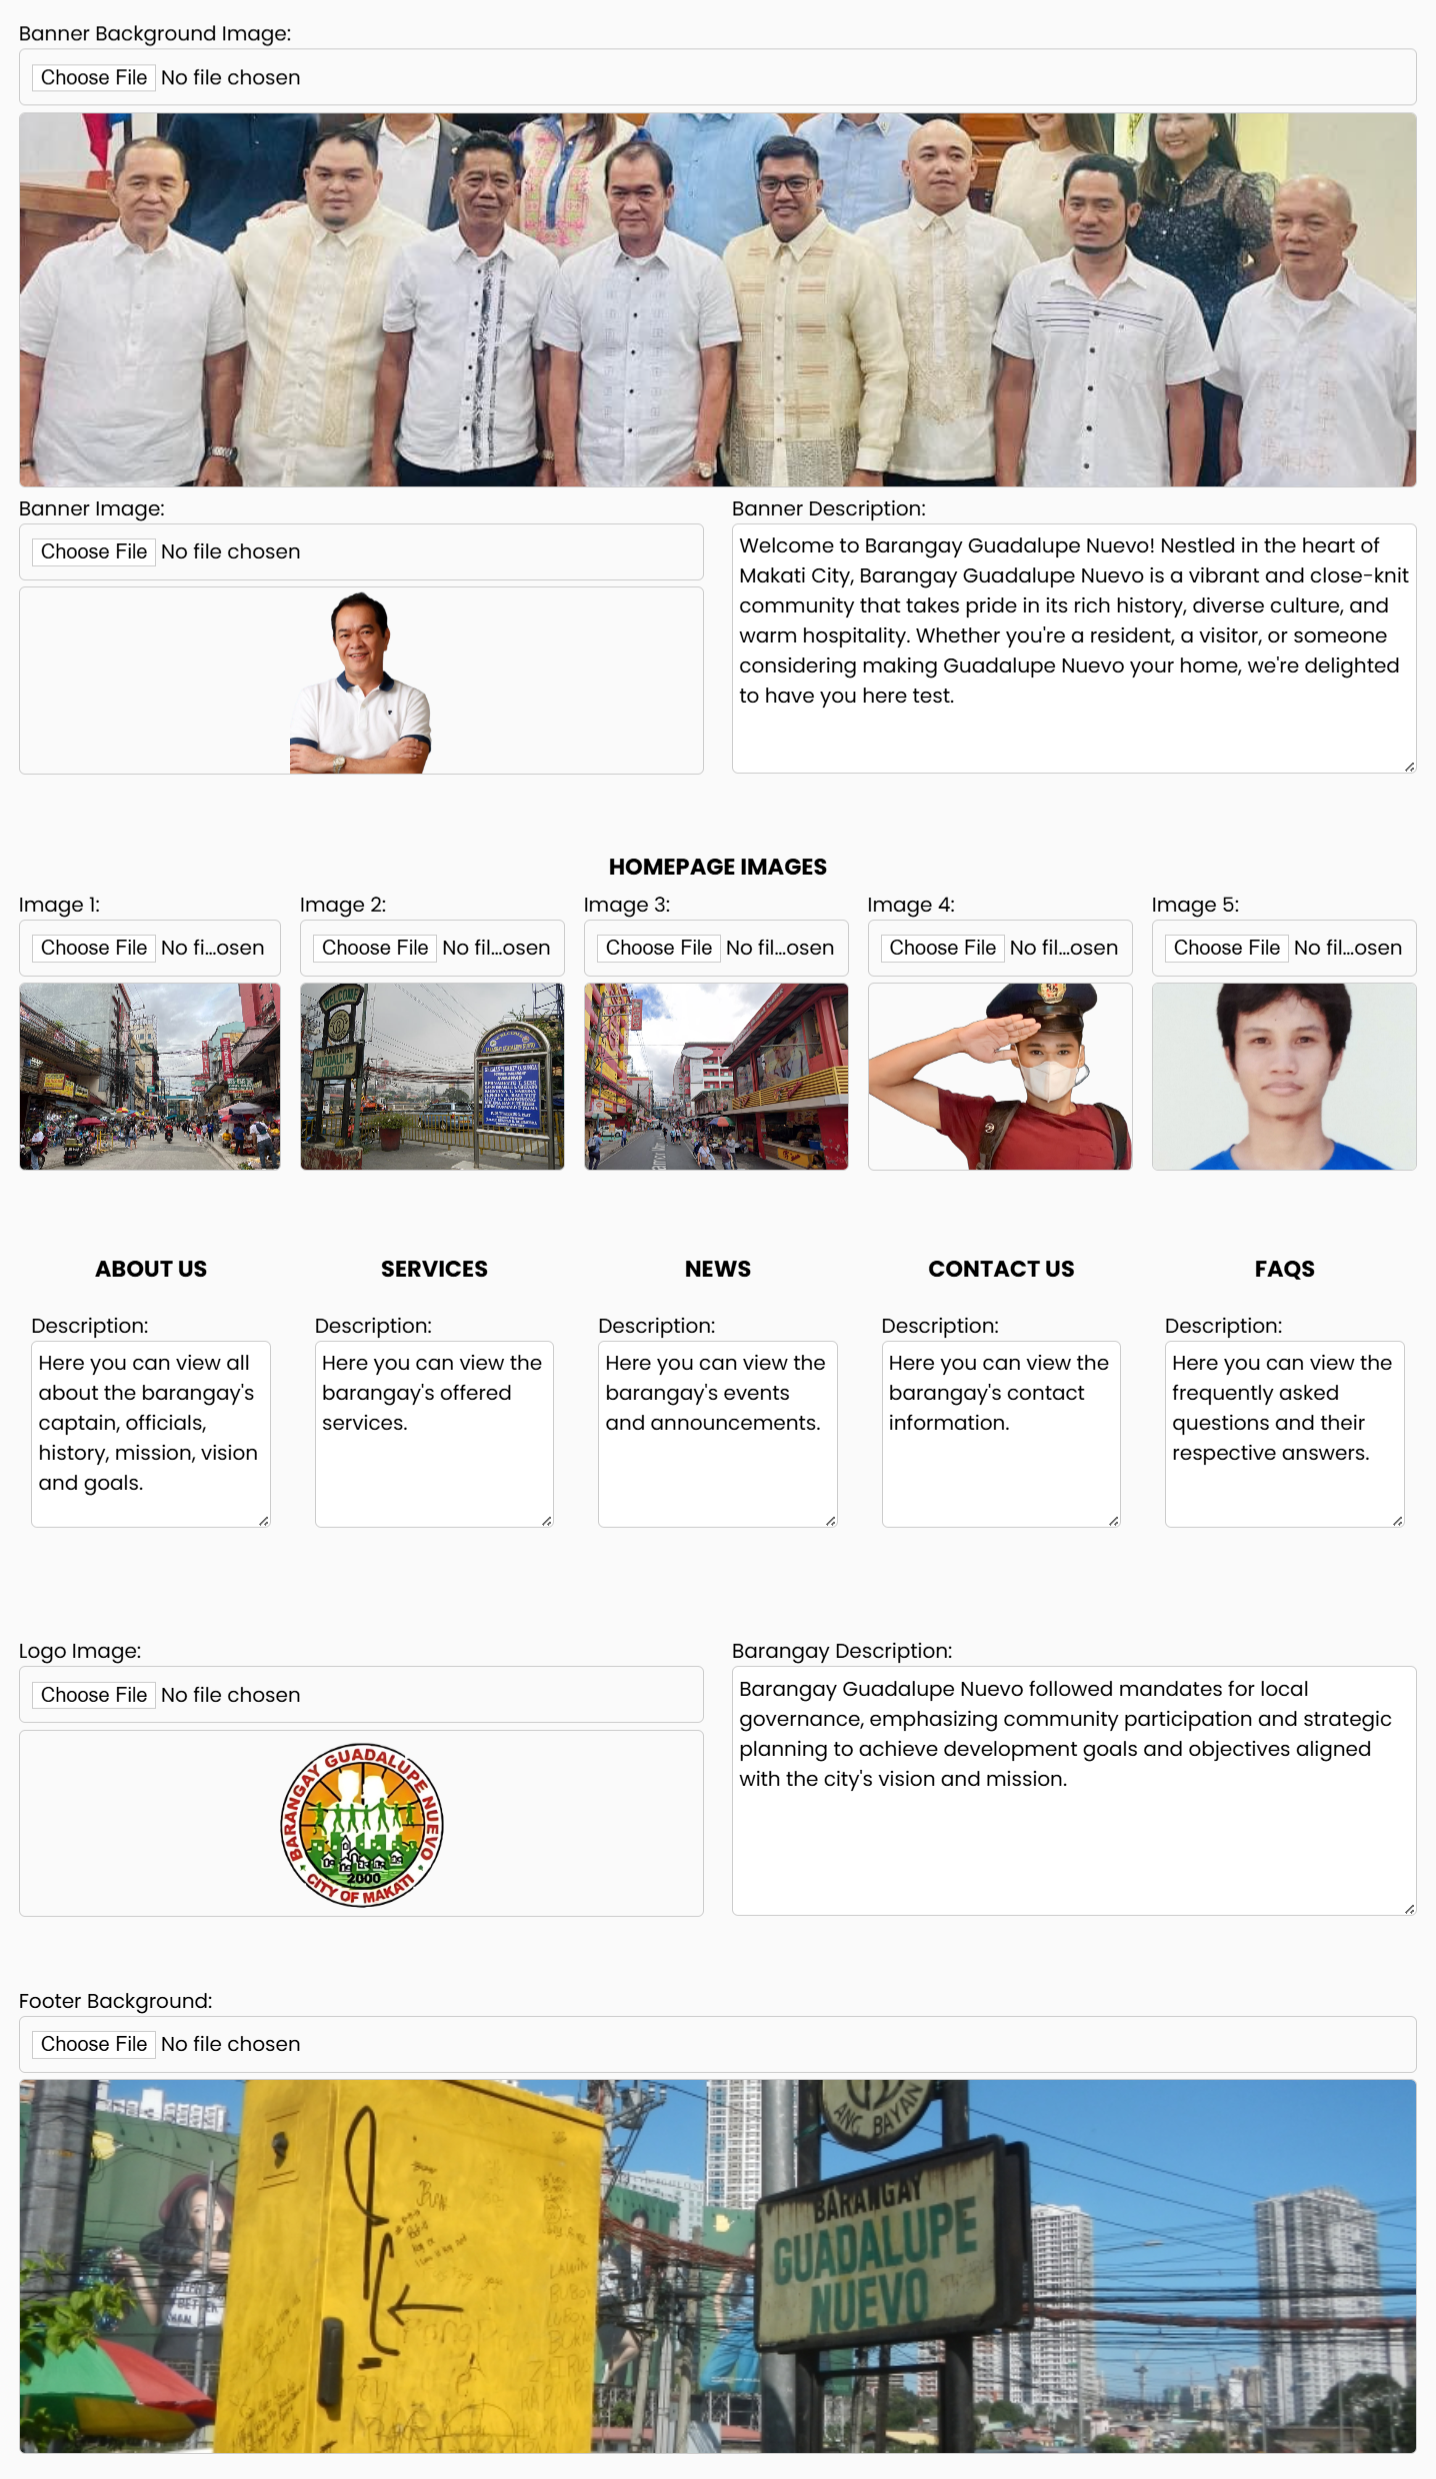 Banner Background Image:
Choose File No file chosen
Banner Image:
Choose File No file chosen
Banner Description:
Welcome to Barangay Guadalupe Nuevo! Nestled in the heart of
Makati City, Barangay Guadalupe Nuevo is a vibrant and close-knit
community that takes pride in its rich history, diverse culture, and
warm hospitality. Whether you're a resident, a visitor, or someone
considering making Guadalupe Nuevo your home, we're delighted
to have you here test.
HOMEPAGE IMAGES
Image 1:
Choose File No fi...osen
Image 2:
Choose File No fil...osen
WELCOME
GUADALUPE
NUEVO
Image 3:
Choose File No fil...osen
Image 4:
Choose File No fil...osen
Image 5:
Choose File No fil...osen
ABOUT US
Description:
Here you can view all
about the barangay's
captain, officials,
history, mission, vision
and goals.
SERVICES
Description:
Here you can view the
barangay's offered
services.
NEWS
Description:
Here you can view the
barangay's events
and announcements.
CONTACT US
Description:
Here you can view the
barangay's contact
information.
FAQS
Description:
Here you can view the
frequently asked
questions and their
respective answers.
Logo Image:
Choose File No file chosen
BARANGAY GUADALUPE NUEVO
2000
CITY OF MAKATI
Barangay Description:
Barangay Guadalupe Nuevo followed mandates for local
governance, emphasizing community participation and strategic
planning to achieve development goals and objectives aligned
with the city's vision and mission.
Footer Background:
Choose File No file chosen
ANG BAYAN
BARANGAY
GUADALUPE
NUEVO